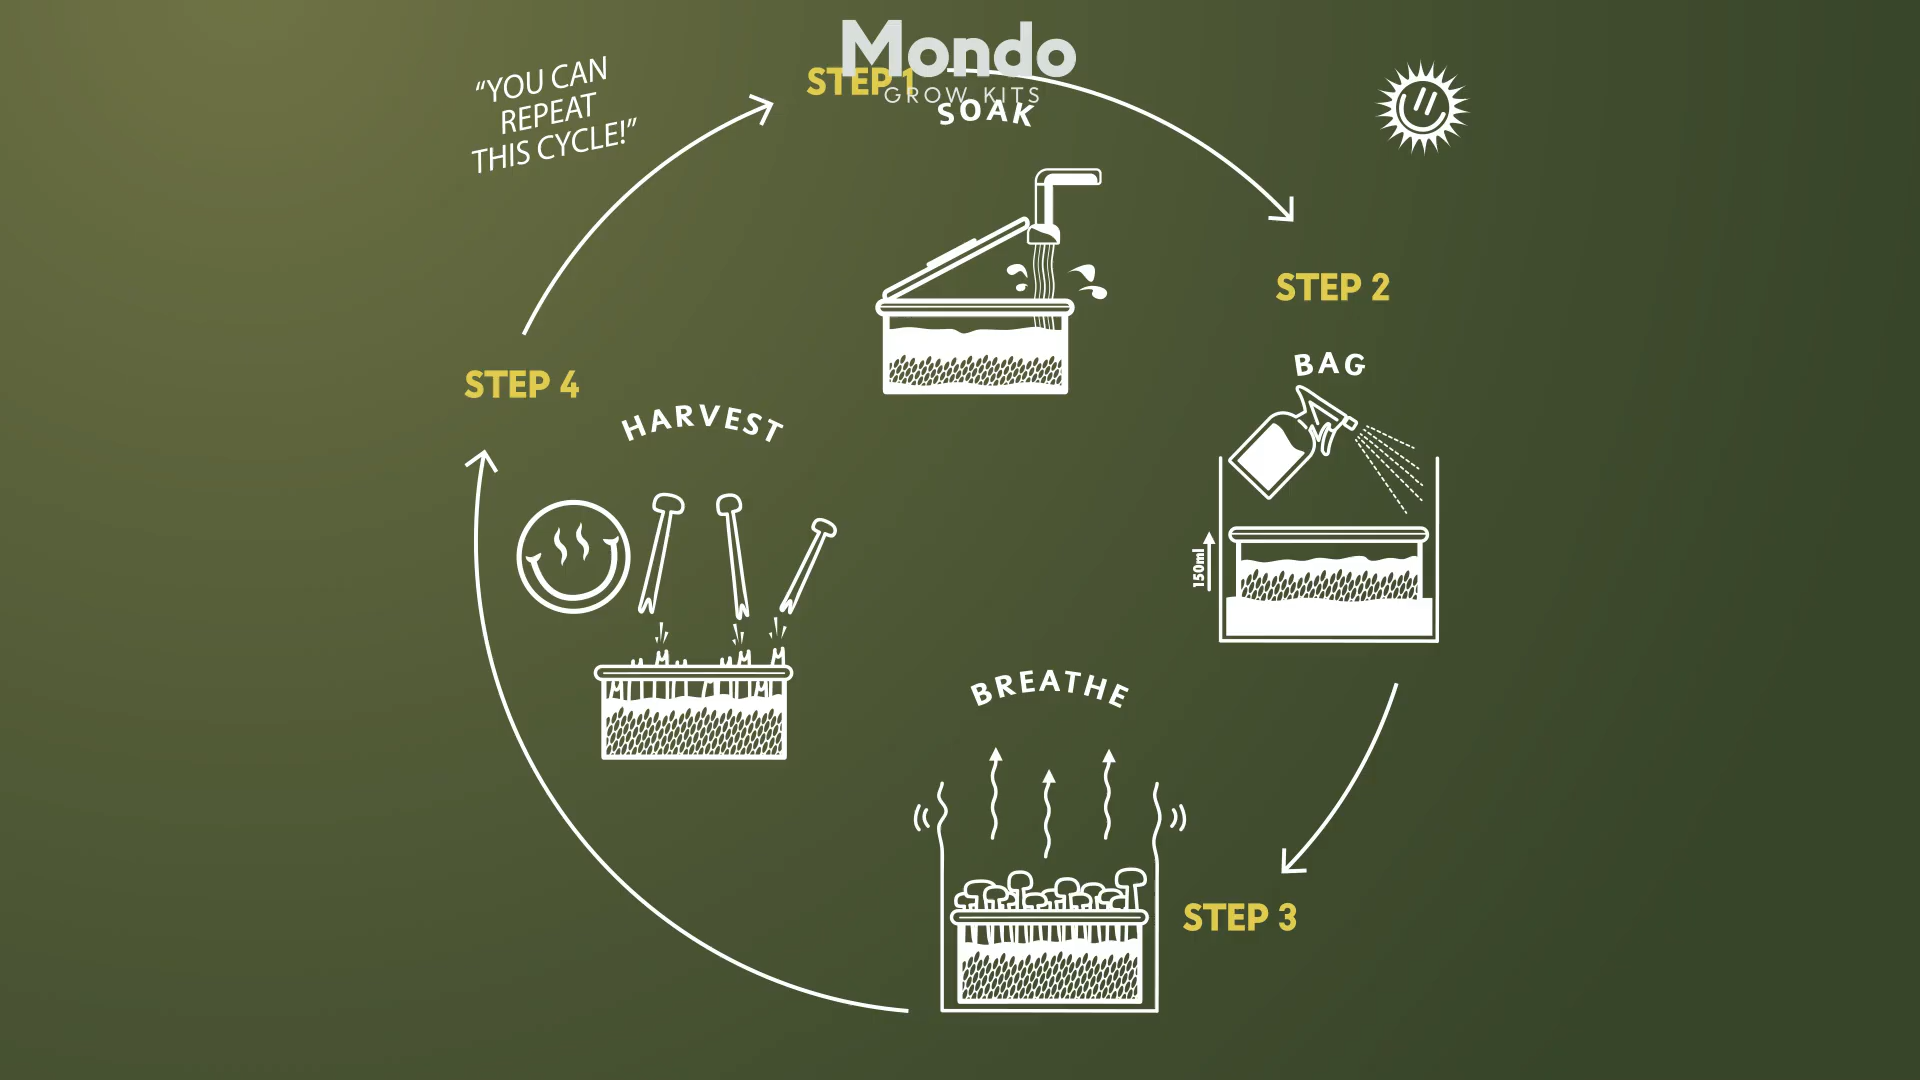 Mondo
GROW KITS
“YOU CAN
REPEAT
THIS CYCLE!”
STEP 1
SOAK
STEP 2
BAG
150ml
STEP 3
BREATHE
STEP 4
HARVEST